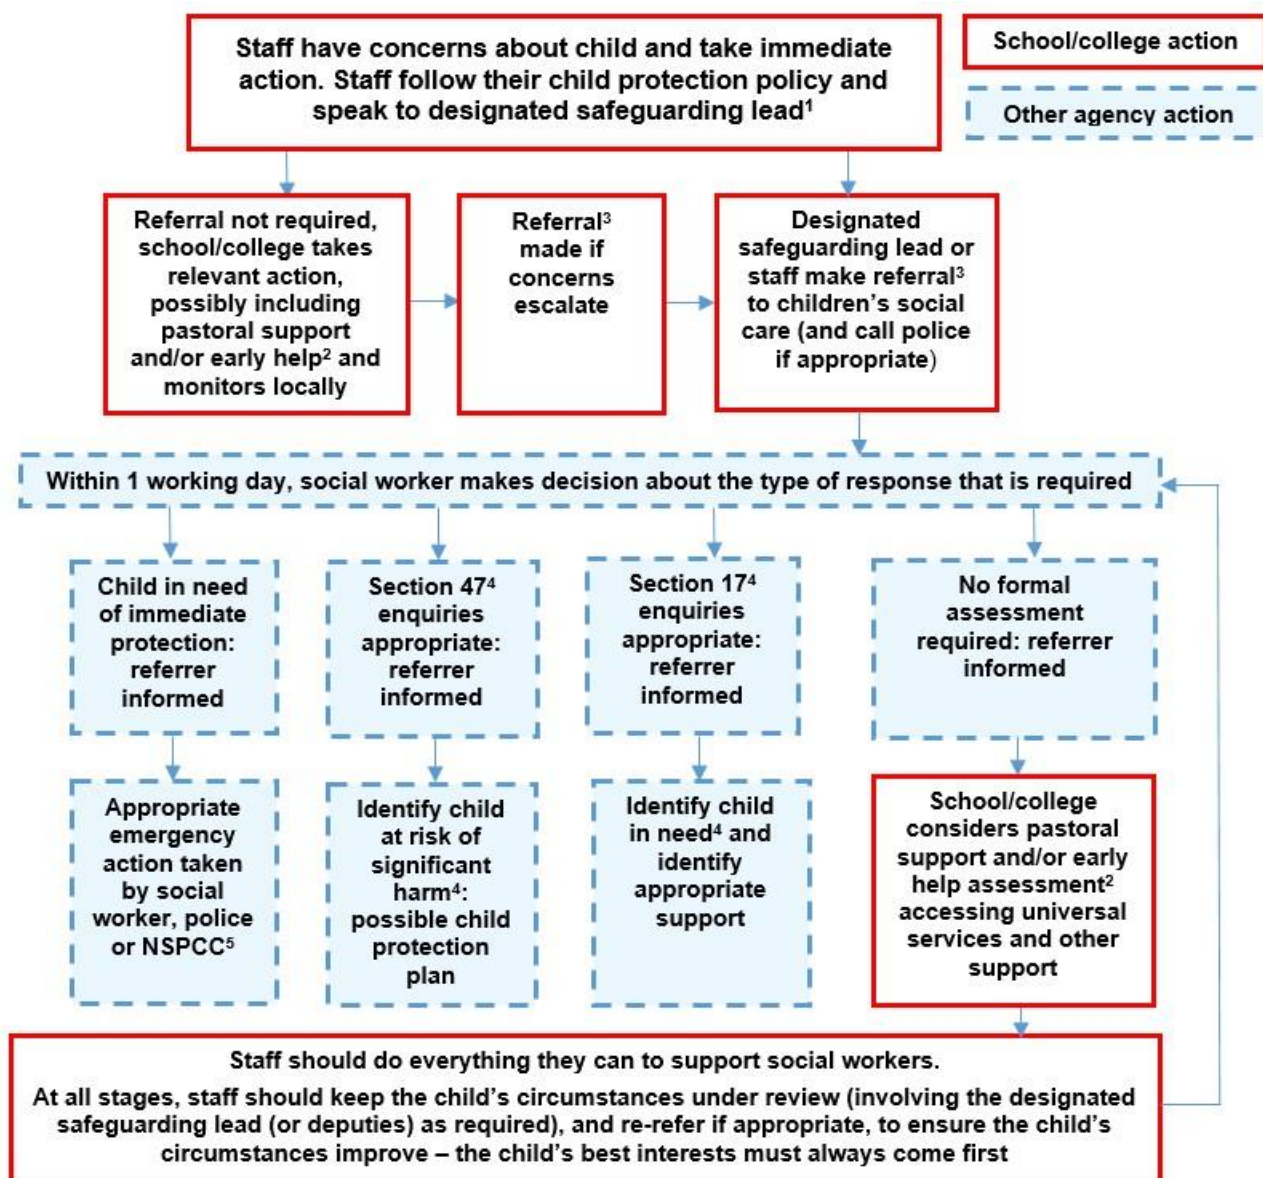 Staff have concerns about child and take immediate
action. Staff follow their child protection policy and
speak to designated safeguarding lead¹
School/college action
Other agency action
Referral not required,
school/college takes
relevant action,
possibly including
pastoral support
and/or early help² and
monitors locally
Referral³
made if
concerns
escalate
Designated
safeguarding lead or
staff make referral³
to children's social
care (and call police
if appropriate)
Within 1 working day, social worker makes decision about the type of response that is required
Child in need
of immediate
protection:
referrer
informed
Section 47⁴
enquiries
appropriate:
referrer
informed
Section 17⁴
enquiries
appropriate:
referrer
informed
No formal
assessment
required: referrer
informed
Appropriate
emergency
action taken
by social
worker, police
or NSPCC⁵
Identify child
at risk of
significant
harm⁴:
possible child
protection
plan
Identify child
in need⁴ and
identify
appropriate
support
School/college
considers pastoral
support and/or early
help assessment²
accessing universal
services and other
support
Staff should do everything they can to support social workers.
At all stages, staff should keep the child's circumstances under review (involving the designated
safeguarding lead (or deputies) as required), and re-refer if appropriate, to ensure the child's
circumstances improve – the child's best interests must always come first